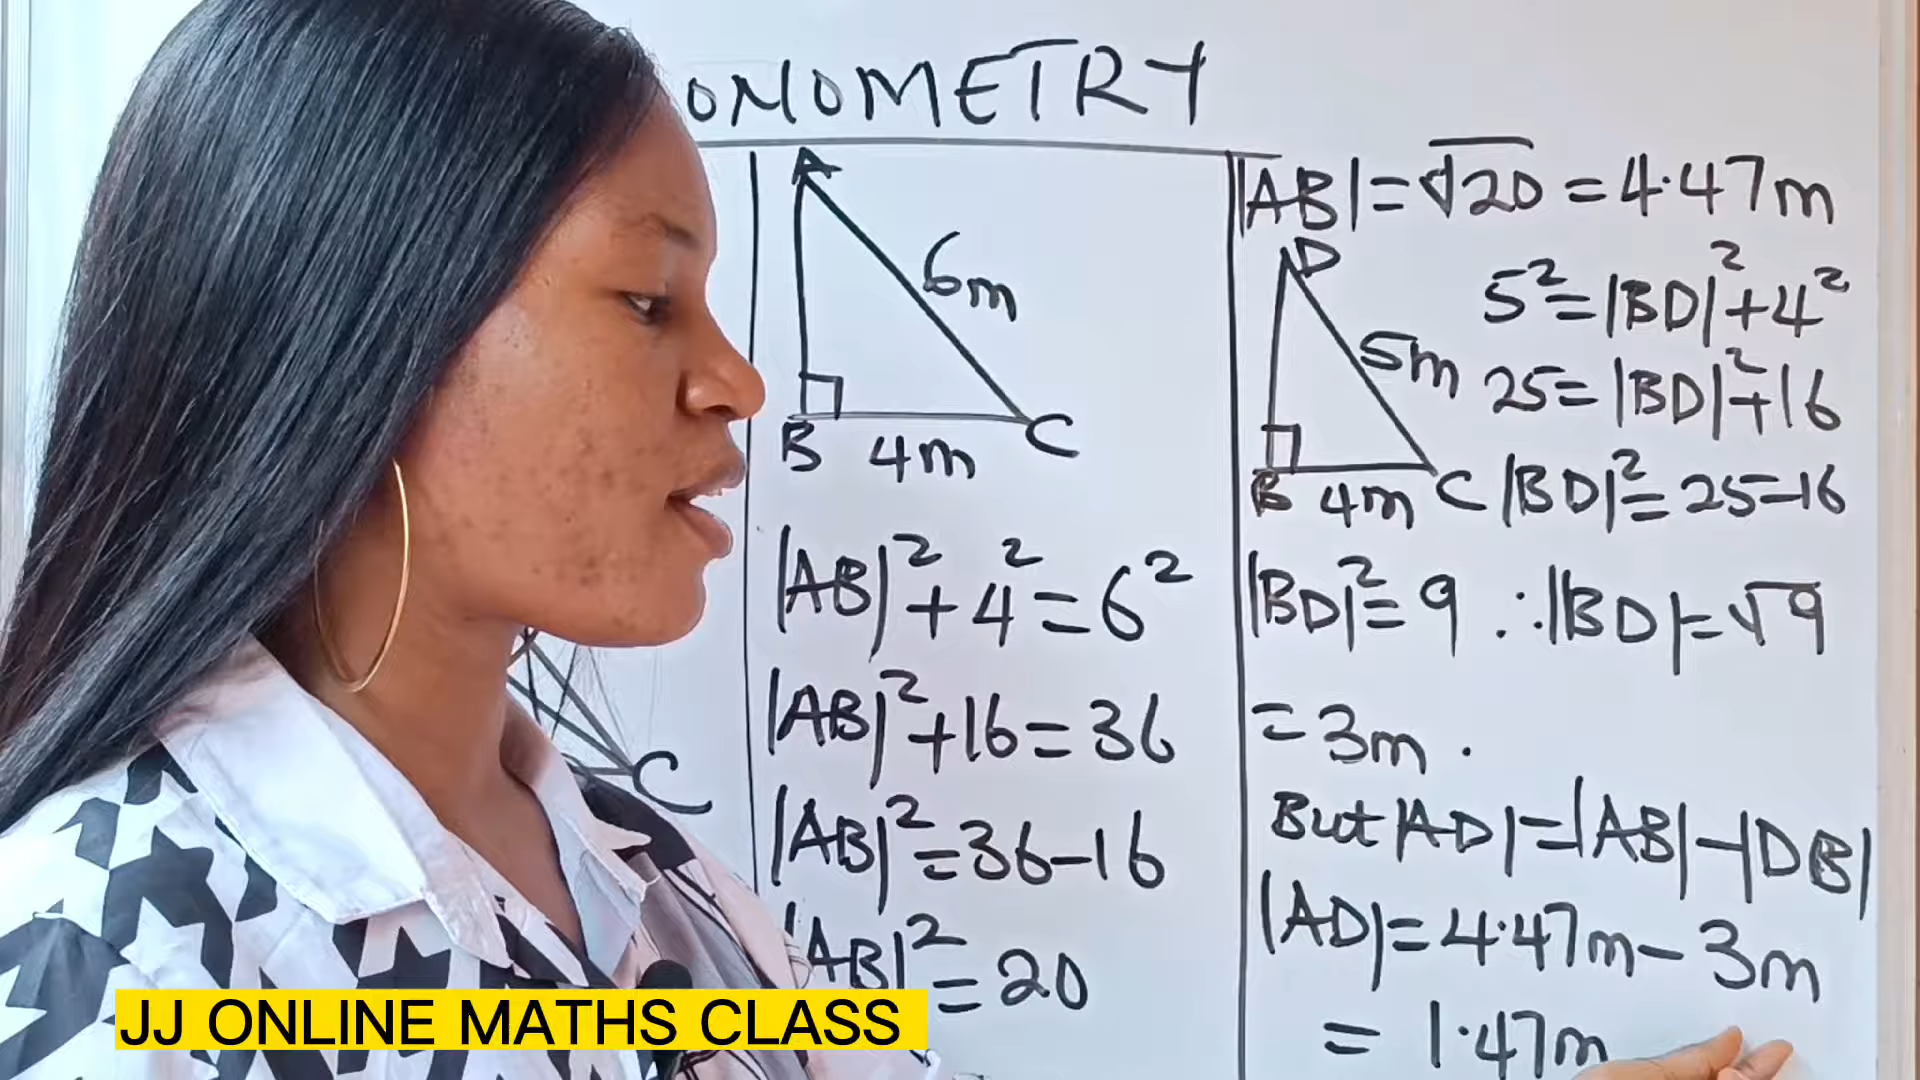 ONOMETRY
A
6m
B 4m C
|AB|² + 4² = 6²
|AB|² + 16 = 36
|AB|² = 36 - 16
|AB|² = 20
|AB| = √20 = 4.47m
D
5m
B 4m C
5² = |BD|² + 4²
25 = |BD|² + 16
|BD|² = 25 - 16
|BD|² = 9 ∴ |BD| = √9
= 3m.
But |AD| = |AB| - |DB|
|AD| = 4.47m - 3m
= 1.47m
C
JJ ONLINE MATHS CLASS